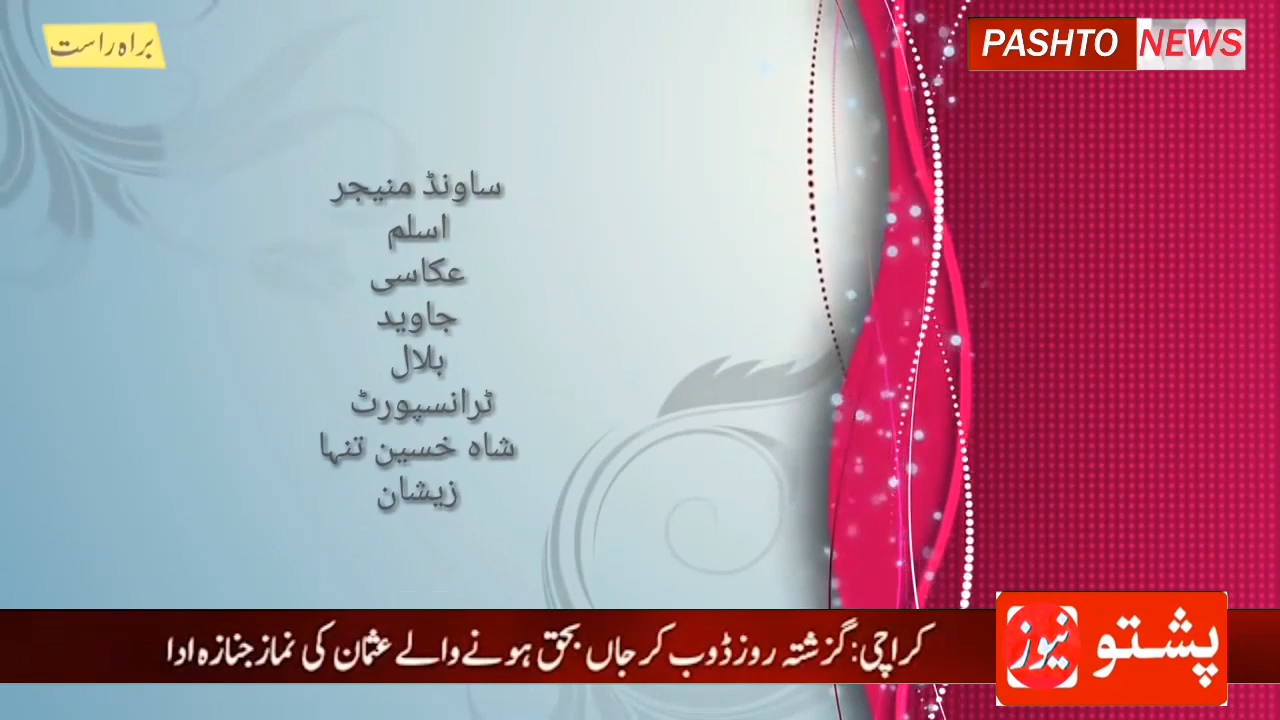 براہ راست
PASHTO NEWS
ساونڈ منیجر
اسلم
عکاسی
جاوید
بلال
ٹرانسپورٹ
شاہ خسین تنہا
زیشان
کراچی: گزشتہ روز ڈوب کر جاں بحق ہونے والے عثمان کی نماز جنازہ ادا
پشتو نیوز